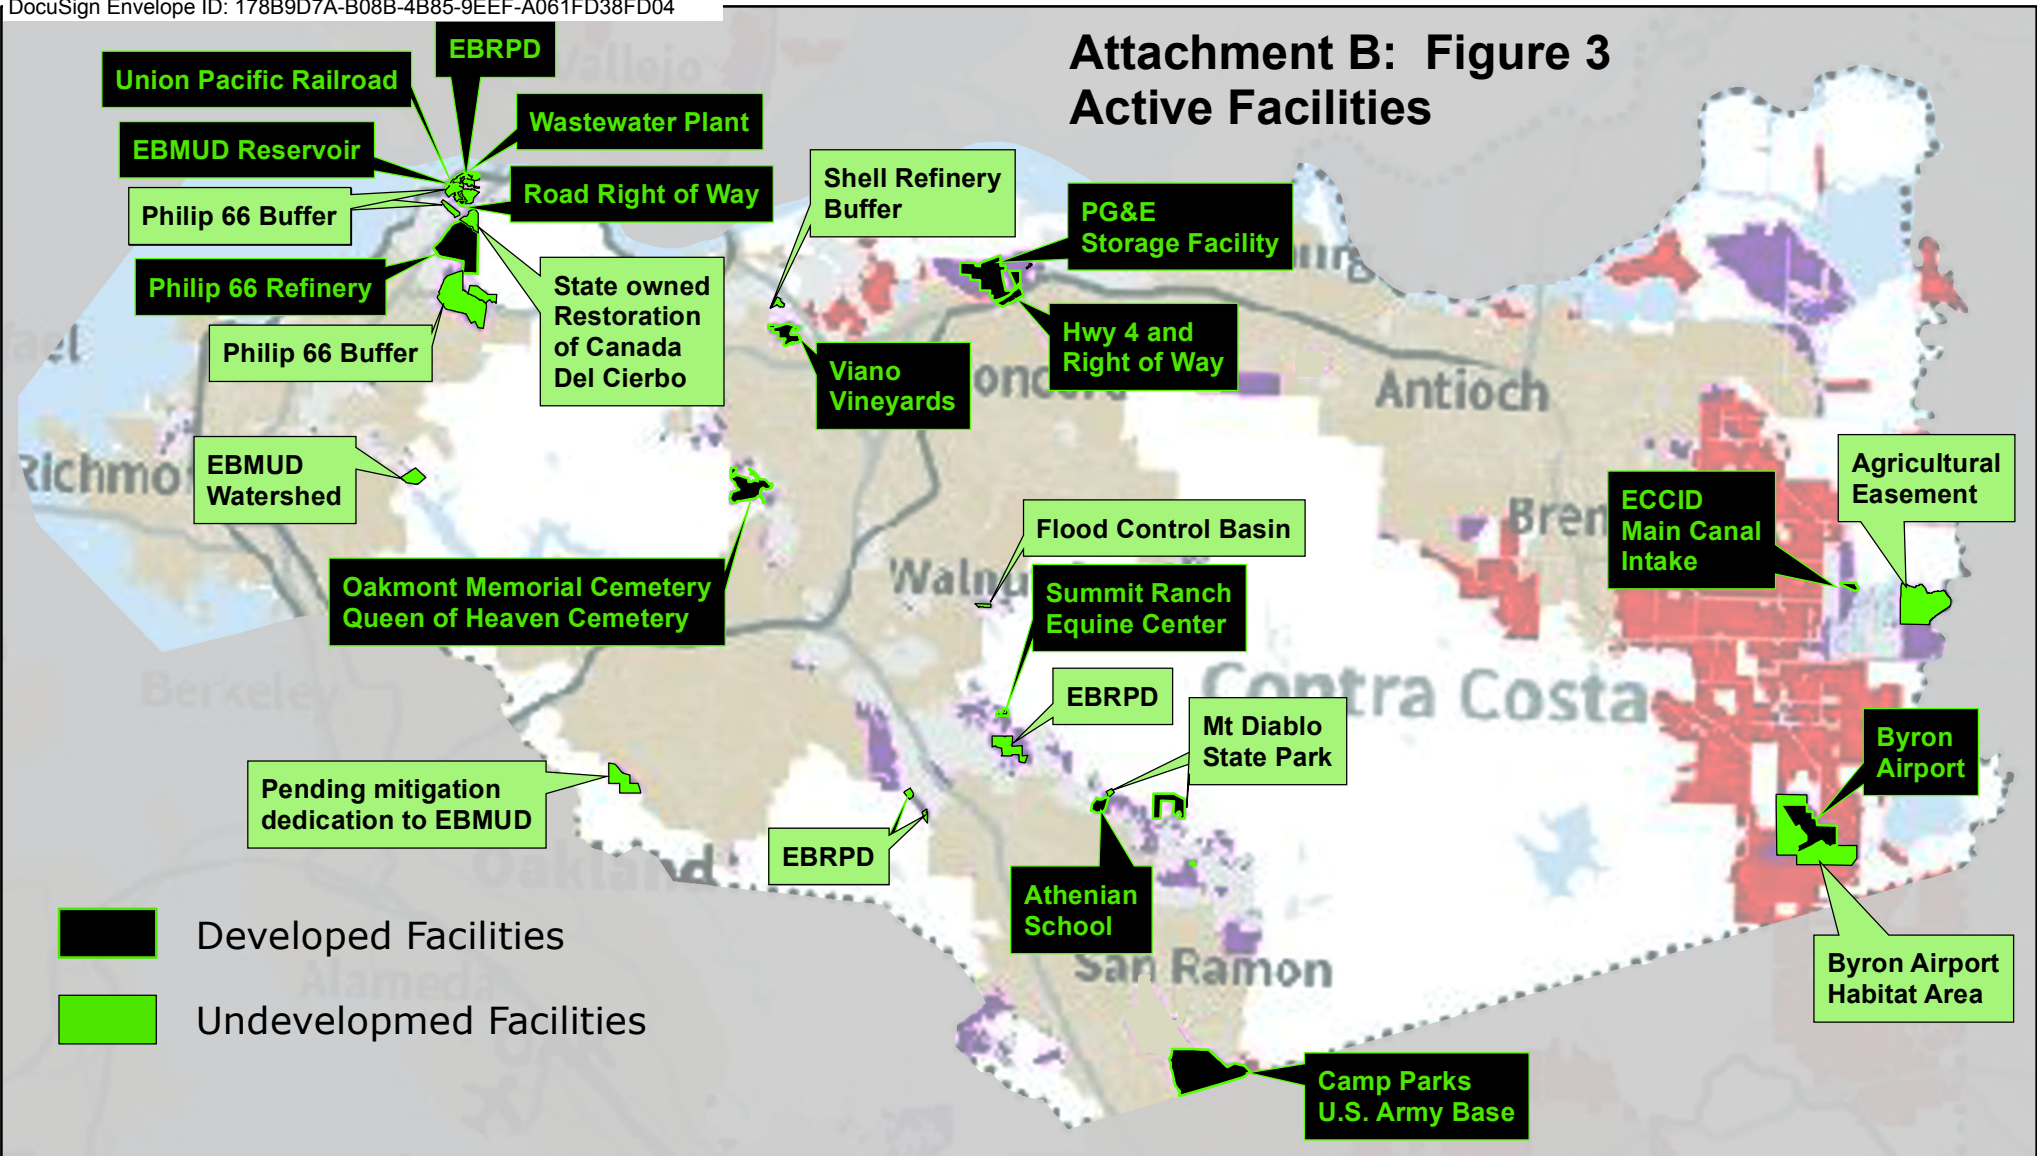 DocuSign Envelope ID: 178B9D7A-B08B-4B85-9EEF-A061FD38FD04
Attachment B: Figure 3
Active Facilities
EBRPD
Vallejo
Union Pacific Railroad
Wastewater Plant
EBMUD Reservoir
Road Right of Way
Philip 66 Buffer
Philip 66 Refinery
Philip 66 Buffer
State owned
Restoration
of Canada
Del Cierbo
Shell Refinery
Buffer
PG&E
Storage Facility
Hwy 4 and
Right of Way
Viano
Vineyards
Antioch
EBMUD
Watershed
Oakmont Memorial Cemetery
Queen of Heaven Cemetery
Flood Control Basin
Summit Ranch
Equine Center
ECCID
Main Canal
Intake
Agricultural
Easement
Berkeley
Contra Costa
EBRPD
Mt Diablo
State Park
Byron
Airport
Pending mitigation
dedication to EBMUD
EBRPD
Oakland
Athenian
School
San Ramon
Byron Airport
Habitat Area
Developed Facilities
Alameda
Undevelopmed Facilities
OAK
Camp Parks
U.S. Army Base